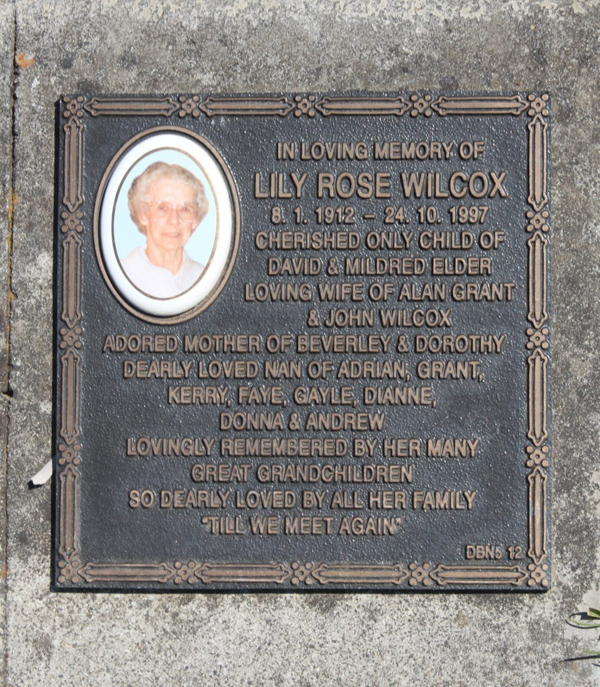 IN LOVING MEMORY OF
LILY ROSE WILCOX
8. 1. 1912 – 24. 10. 1997
CHERISHED ONLY CHILD OF
DAVID & MILDRED ELDER
LOVING WIFE OF ALAN GRANT
& JOHN WILCOX
ADORED MOTHER OF BEVERLEY & DOROTHY
DEARLY LOVED NAN OF ADRIAN, GRANT,
KERRY, FAYE, GAYLE, DIANNE,
DONNA & ANDREW
LOVINGLY REMEMBERED BY HER MANY
GREAT GRANDCHILDREN
SO DEARLY LOVED BY ALL HER FAMILY
"TILL WE MEET AGAIN"
DBN5 12